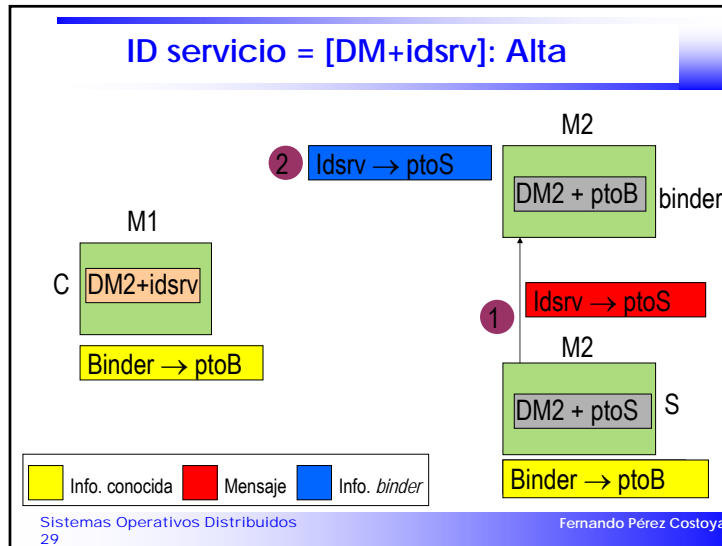 ID servicio = [DM+idsrv]: Alta
M2
2
Idsrv → ptoS
DM2 + ptoB
binder
M1
C
DM2+idsrv
Idsrv → ptoS
1
Binder → ptoB
M2
DM2 + ptoS
S
Info. conocida
Mensaje
Info. binder
Binder → ptoB
Sistemas Operativos Distribuidos
29
Fernando Pérez Costoya